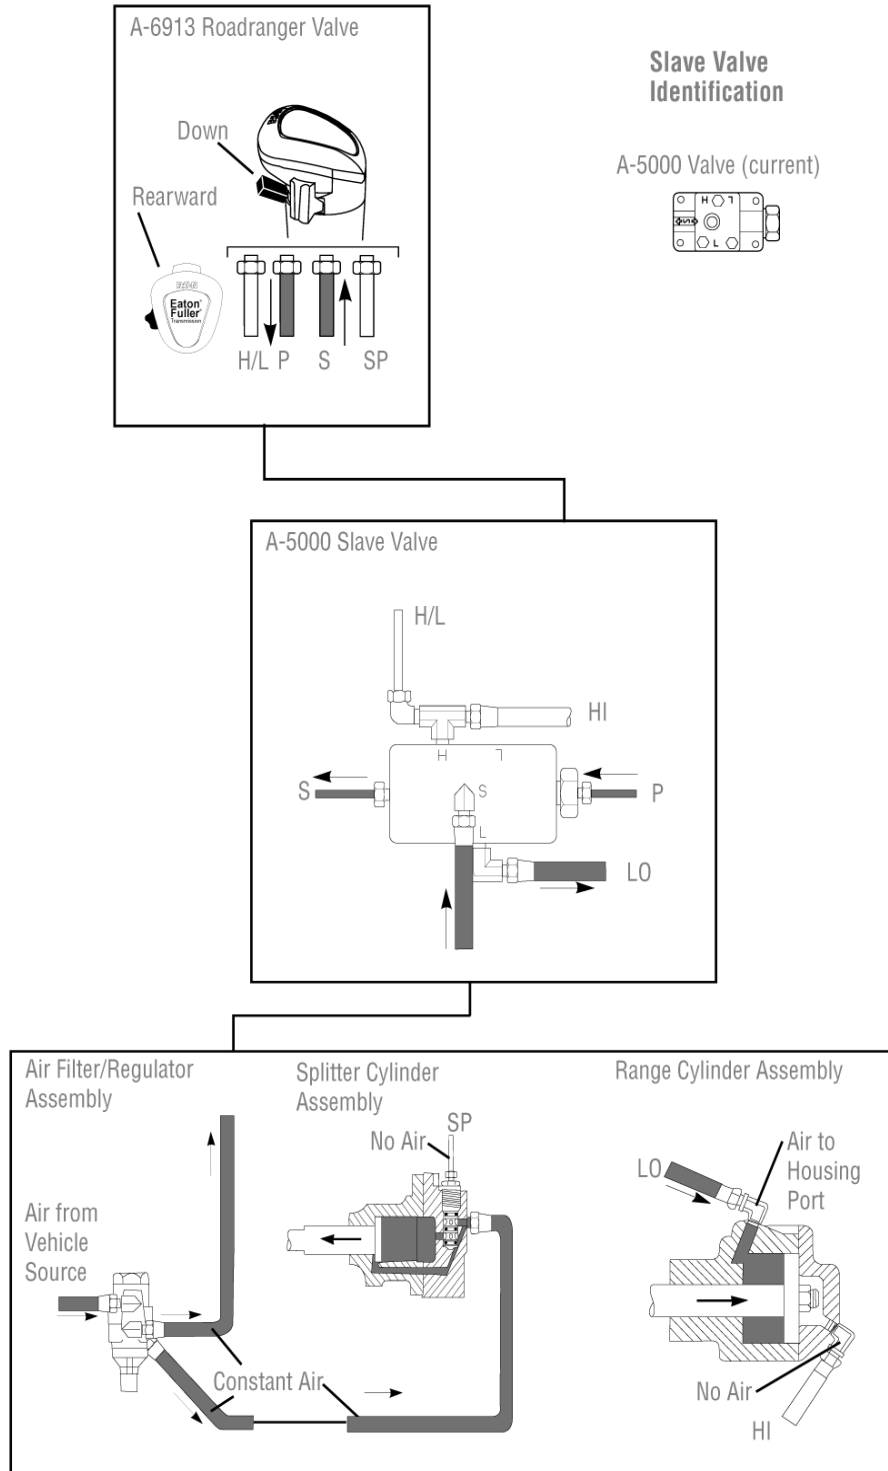 A-6913 Roadranger Valve
Down
Rearward
Eaton®
Fuller®
Transmission
H/L P S SP
Slave Valve
Identification
A-5000 Valve (current)
H L
S
L
A-5000 Slave Valve
H/L
HI
H L
S
S
P
L
LO
Air Filter/Regulator
Assembly
Air from
Vehicle
Source
Constant Air
Splitter Cylinder
Assembly
SP
No Air
Range Cylinder Assembly
LO
Air to
Housing
Port
No Air
HI